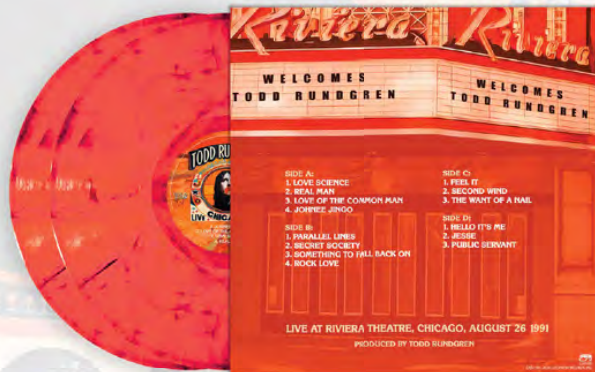 Riviera Riviera
WELCOMES
TODD RUNDGREN
WELCOMES
TODD RUNDGREN
SIDE A:
1. LOVE SCIENCE
2. REAL MAN
3. LOVE OF THE COMMON MAN
4. JOHNEE JINGO
SIDE B:
1. PARALLEL LINES
2. SECRET SOCIETY
3. SOMETHING TO FALL BACK ON
4. ROCK LOVE
SIDE C:
1. FEEL IT
2. SECOND WIND
3. THE WANT OF A NAIL
SIDE D:
1. HELLO IT'S ME
2. JESSE
3. PUBLIC SERVANT
LIVE AT RIVIERA THEATRE, CHICAGO, AUGUST 26 1991
PRODUCED BY TODD RUNDGREN
TODD RU
LIVE CHICAG